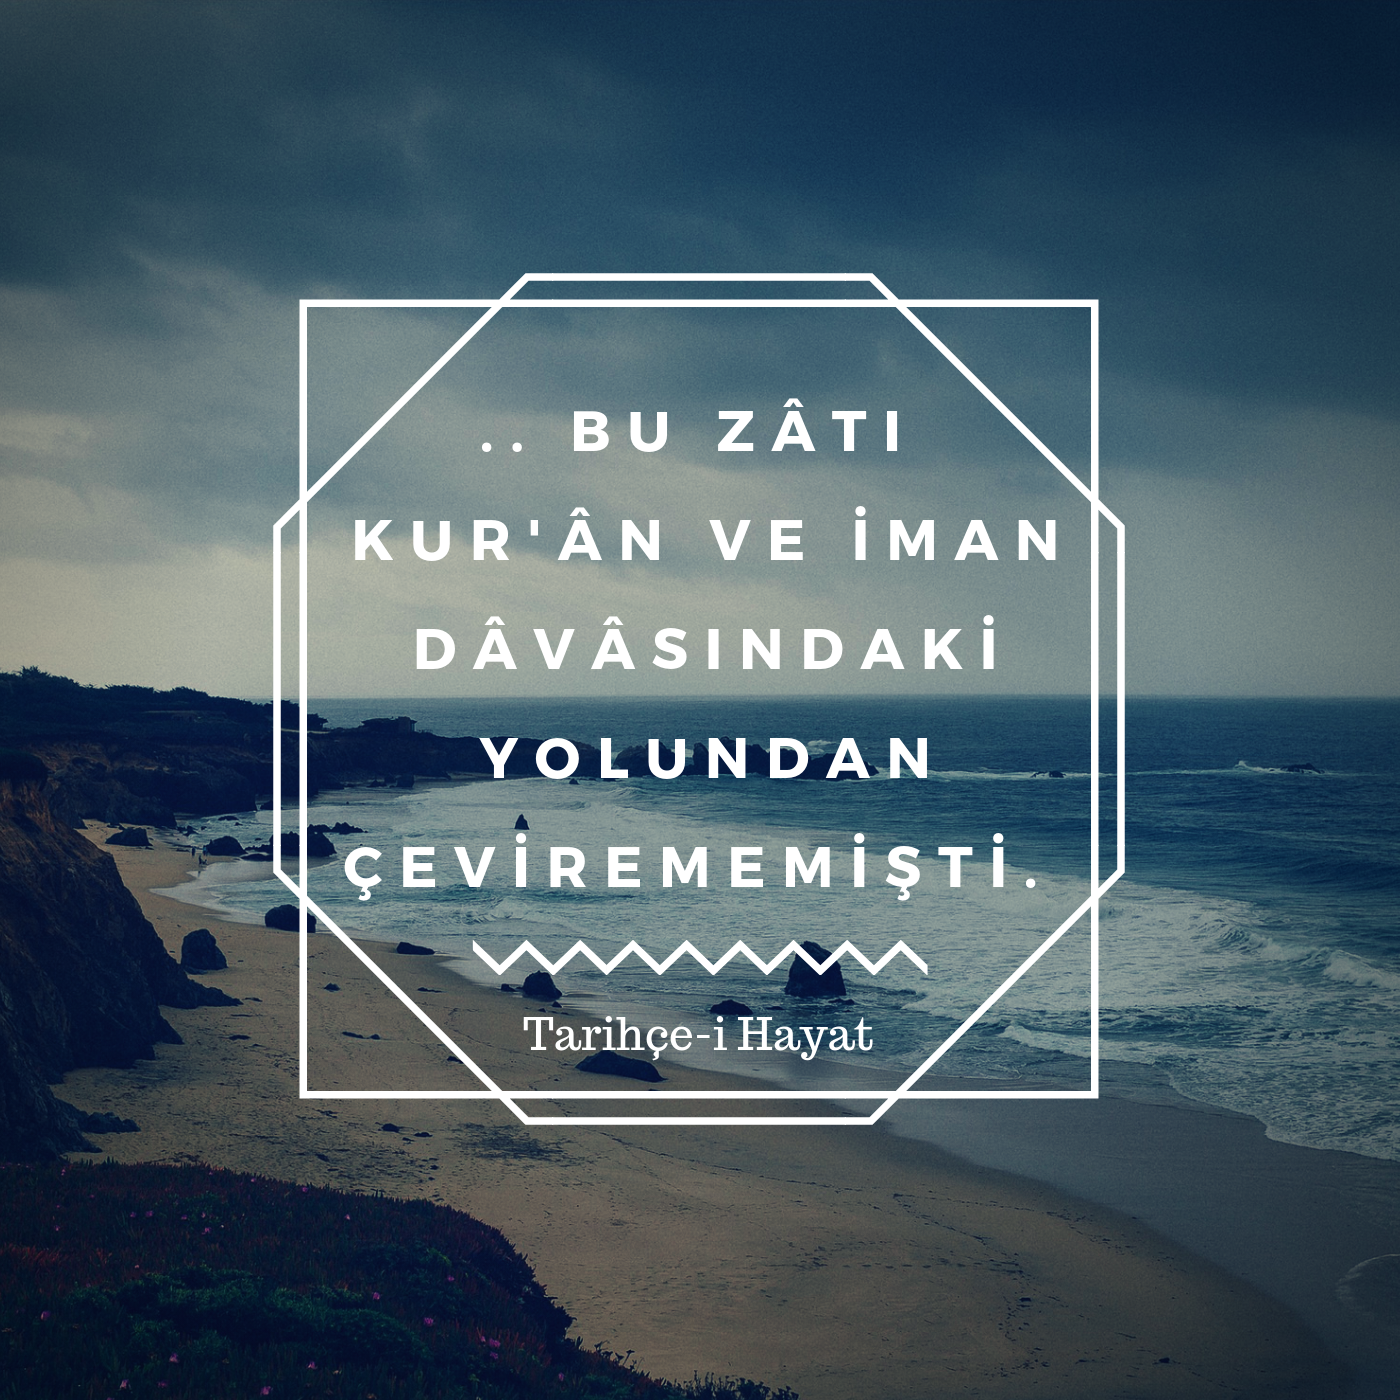 .. BU ZÂTI
KUR'ÂN VE İMAN
DÂVÂSINDAKİ
YOLUNDAN
ÇEVİREMEMİŞTİ.
Tarihçe-i Hayat